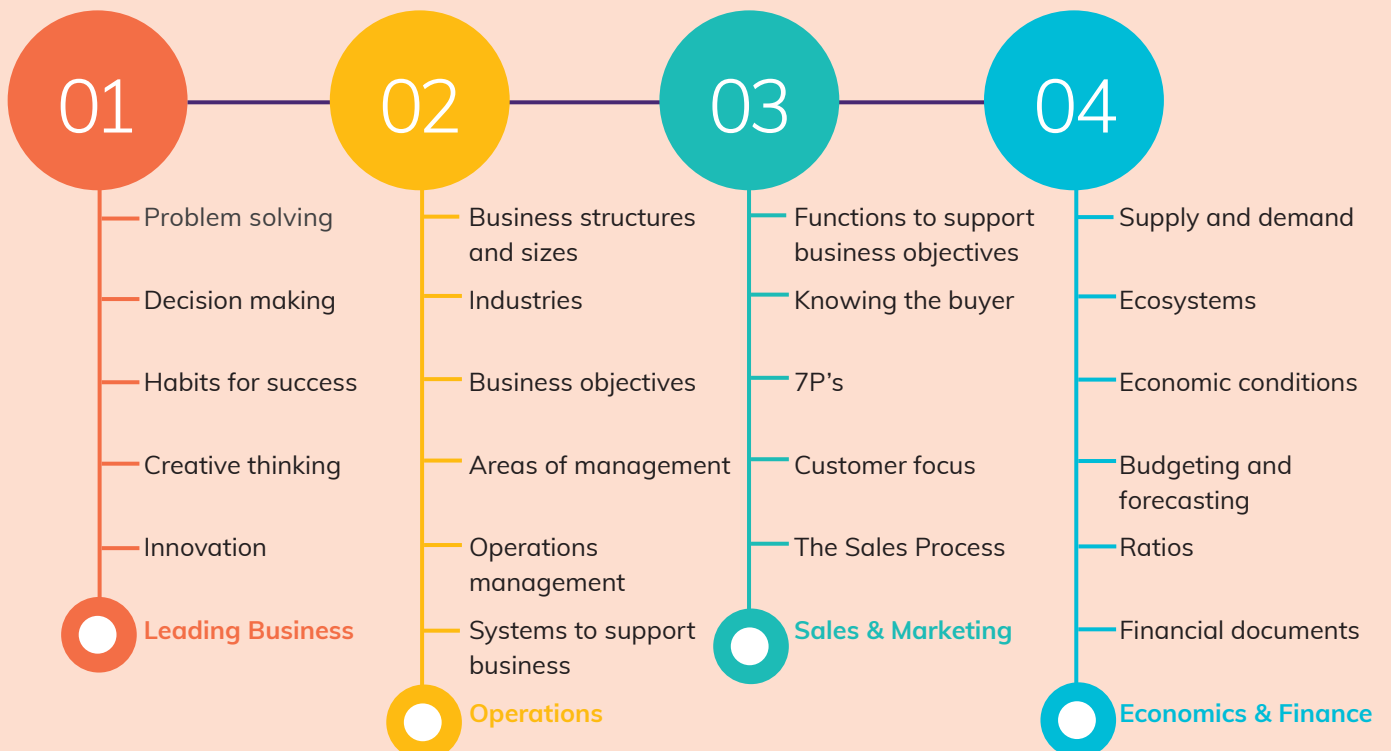 01
Problem solving
Decision making
Habits for success
Creative thinking
Innovation
Leading Business
02
Business structures
and sizes
Industries
Business objectives
Areas of management
Operations
management
Systems to support
business
Operations
03
Functions to support
business objectives
Knowing the buyer
7P’s
Customer focus
The Sales Process
Sales & Marketing
04
Supply and demand
Ecosystems
Economic conditions
Budgeting and
forecasting
Ratios
Financial documents
Economics & Finance